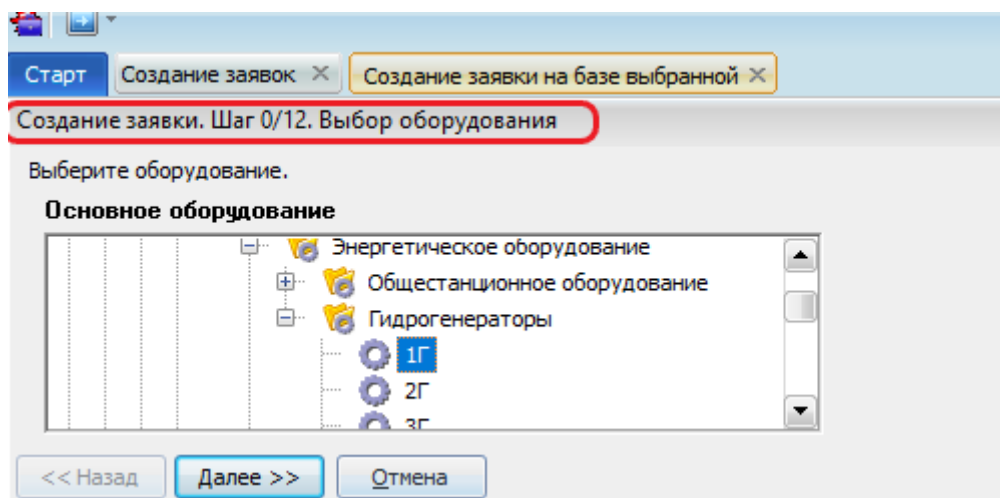 Старт Создание заявок Создание заявки на базе выбранной
Создание заявки. Шаг 0/12. Выбор оборудования
Выберите оборудование.
Основное оборудование
Энергетическое оборудование
Общестанционное оборудование
Гидрогенераторы
1Г
2Г
3Г
<< Назад Далее >> Отмена